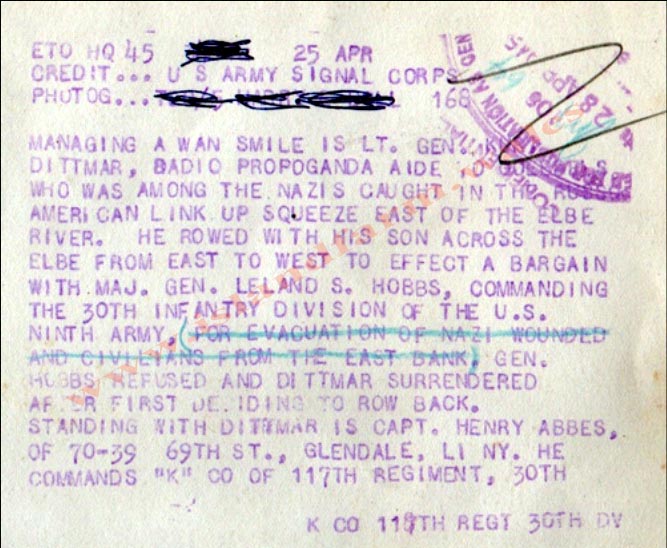 ETO HQ 45 25 APR
CREDIT... U S ARMY SIGNAL CORPS
PHOTOG... 168
MANAGING A WAN SMILE IS LT. GEN.
DITTMAR, RADIO PROPOGANDA AIDE
WHO WAS AMONG THE NAZIS CAUGHT IN THE
AMERICAN LINK UP SQUEEZE EAST OF THE ELBE
RIVER. HE ROWED WITH HIS SON ACROSS THE
ELBE FROM EAST TO WEST TO EFFECT A BARGAIN
WITH MAJ. GEN. LELAND S. HOBBS, COMMANDING
THE 30TH INFANTRY DIVISION OF THE U.S.
NINTH ARMY, (FOR EVACUATION OF NAZI WOUNDED
AND CIVILIANS FROM THE EAST BANK) GEN.
HOBBS REFUSED AND DITTMAR SURRENDERED
AFTER FIRST DECIDING TO ROW BACK.
STANDING WITH DITTMAR IS CAPT. HENRY ABBES,
OF 70-39 69TH ST., GLENDALE, LI NY. HE
COMMANDS "K" CO OF 117TH REGIMENT, 30TH
K CO 118TH REGT 30TH DV
28 APR